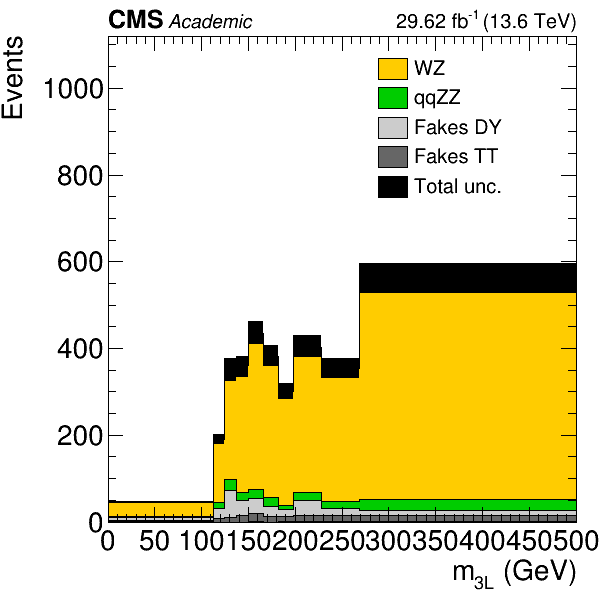 CMS Academic 29.62 fb⁻¹ (13.6 TeV)
Events
WZ
qqZZ
Fakes DY
Fakes TT
Total unc.
1000
800
600
400
200
0
0 50 100 150 200 250 300 350 400 450 500
m3L (GeV)